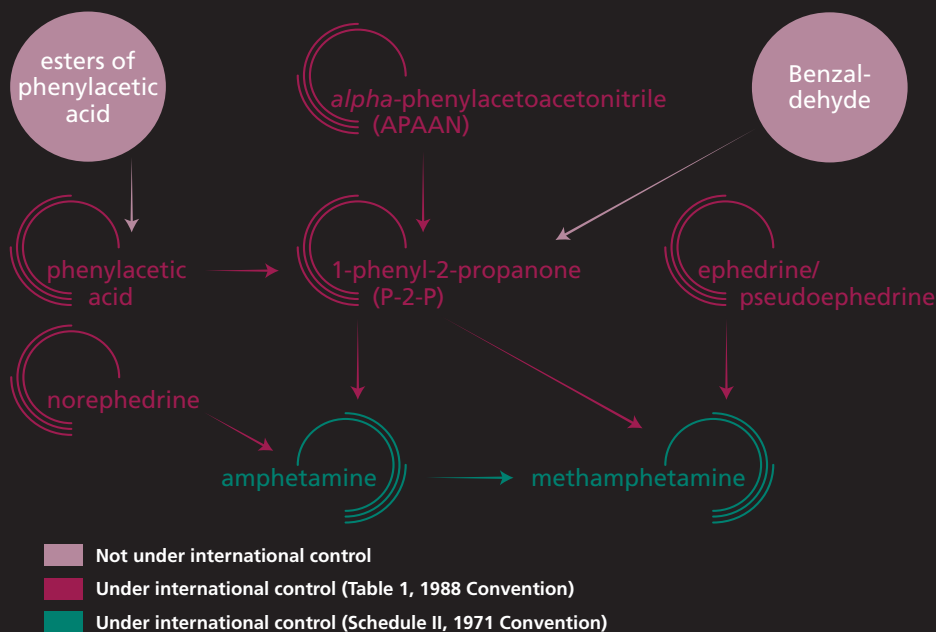 esters of
phenylacetic
acid
alpha-phenylacetoacetonitrile
(APAAN)
Benzal-
dehyde
phenylacetic
acid
1-phenyl-2-propanone
(P-2-P)
ephedrine/
pseudoephedrine
norephedrine
amphetamine
methamphetamine
Not under international control
Under international control (Table 1, 1988 Convention)
Under international control (Schedule II, 1971 Convention)